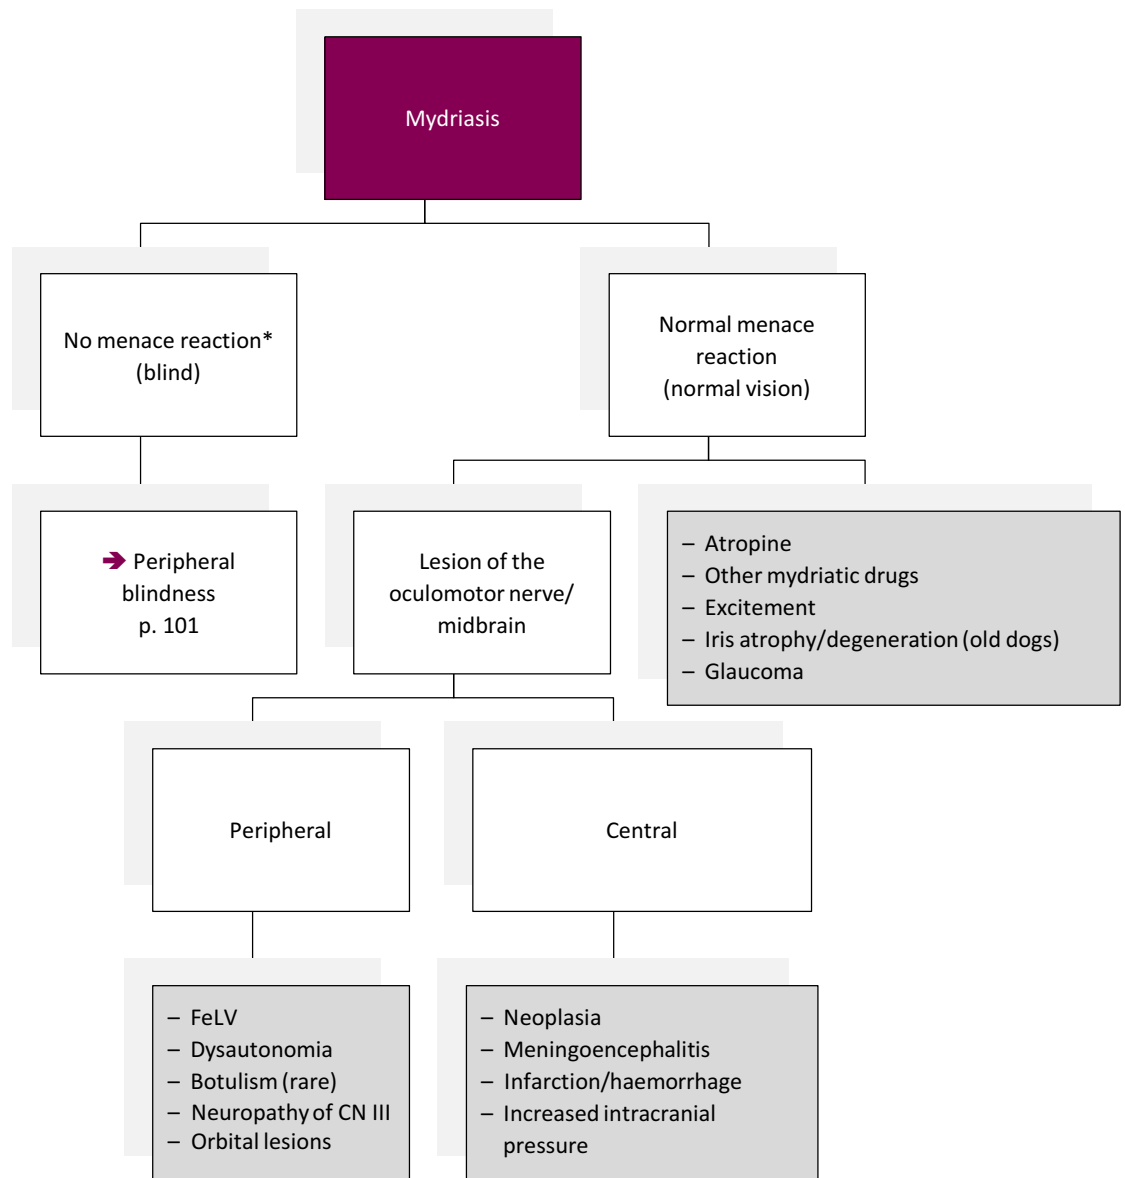 Mydriasis
No menace reaction*
(blind)
Normal menace
reaction
(normal vision)
➔ Peripheral
blindness
p. 101
Lesion of the
oculomotor nerve/
midbrain
– Atropine
– Other mydriatic drugs
– Excitement
– Iris atrophy/degeneration (old dogs)
– Glaucoma
Peripheral
Central
– FeLV
– Dysautonomia
– Botulism (rare)
– Neuropathy of CN III
– Orbital lesions
– Neoplasia
– Meningoencephalitis
– Infarction/haemorrhage
– Increased intracranial
pressure